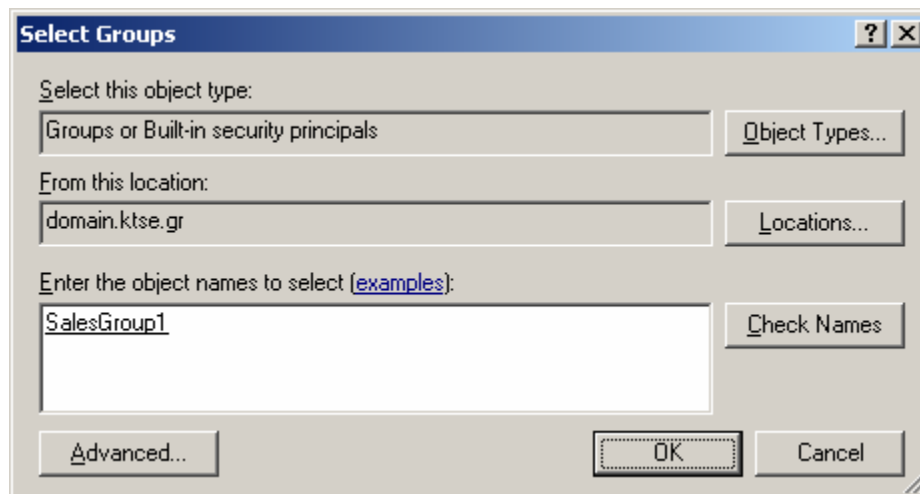 Select Groups
Select this object type:
Groups or Built-in security principals
Object Types...
From this location:
domain.ktse.gr
Locations...
Enter the object names to select (examples):
SalesGroup1
Check Names
Advanced...
OK
Cancel